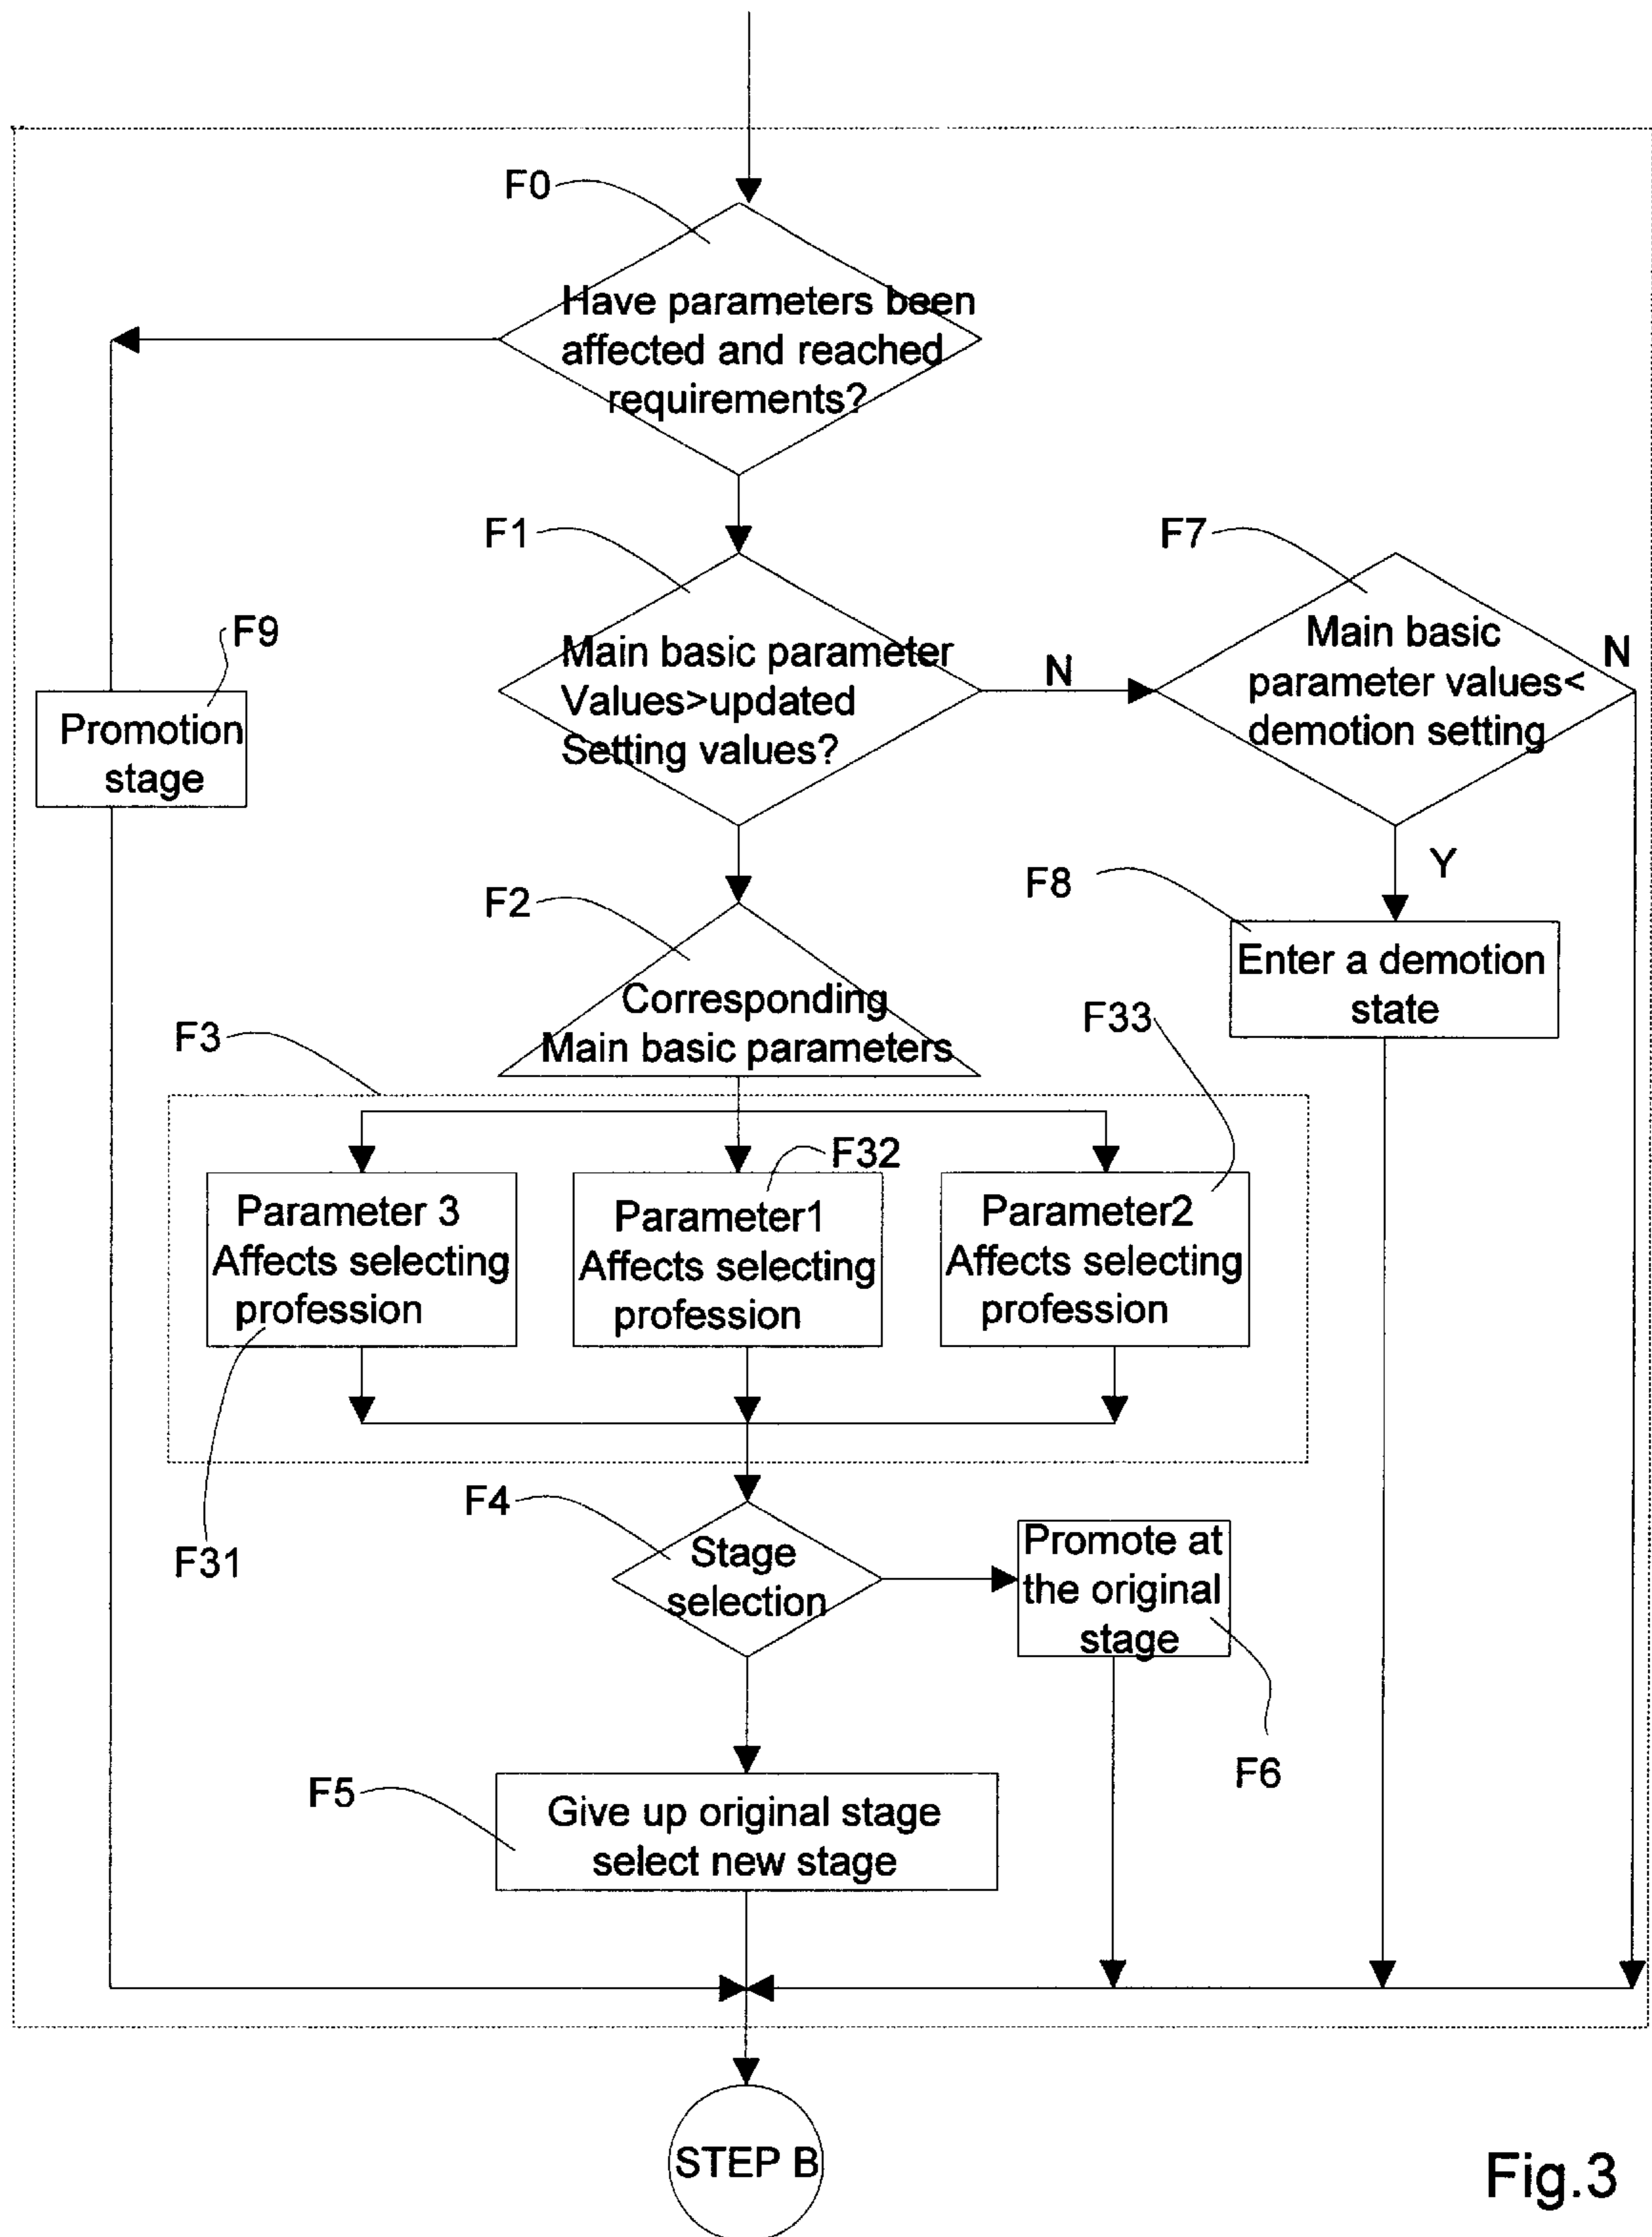 F0
Have parameters been
affected and reached
requirements?
F1
Main basic parameter
Values>updated
Setting values?
N
F7
Main basic
parameter values<
demotion setting
N
Y
F9
Promotion
stage
F2
Corresponding
Main basic parameters
F8
Enter a demotion
state
F3
F33
F32
Parameter 3
Affects selecting
profession
Parameter1
Affects selecting
profession
Parameter2
Affects selecting
profession
F31
F4
Stage
selection
Promote at
the original
stage
F6
F5
Give up original stage
select new stage
STEP B
Fig.3